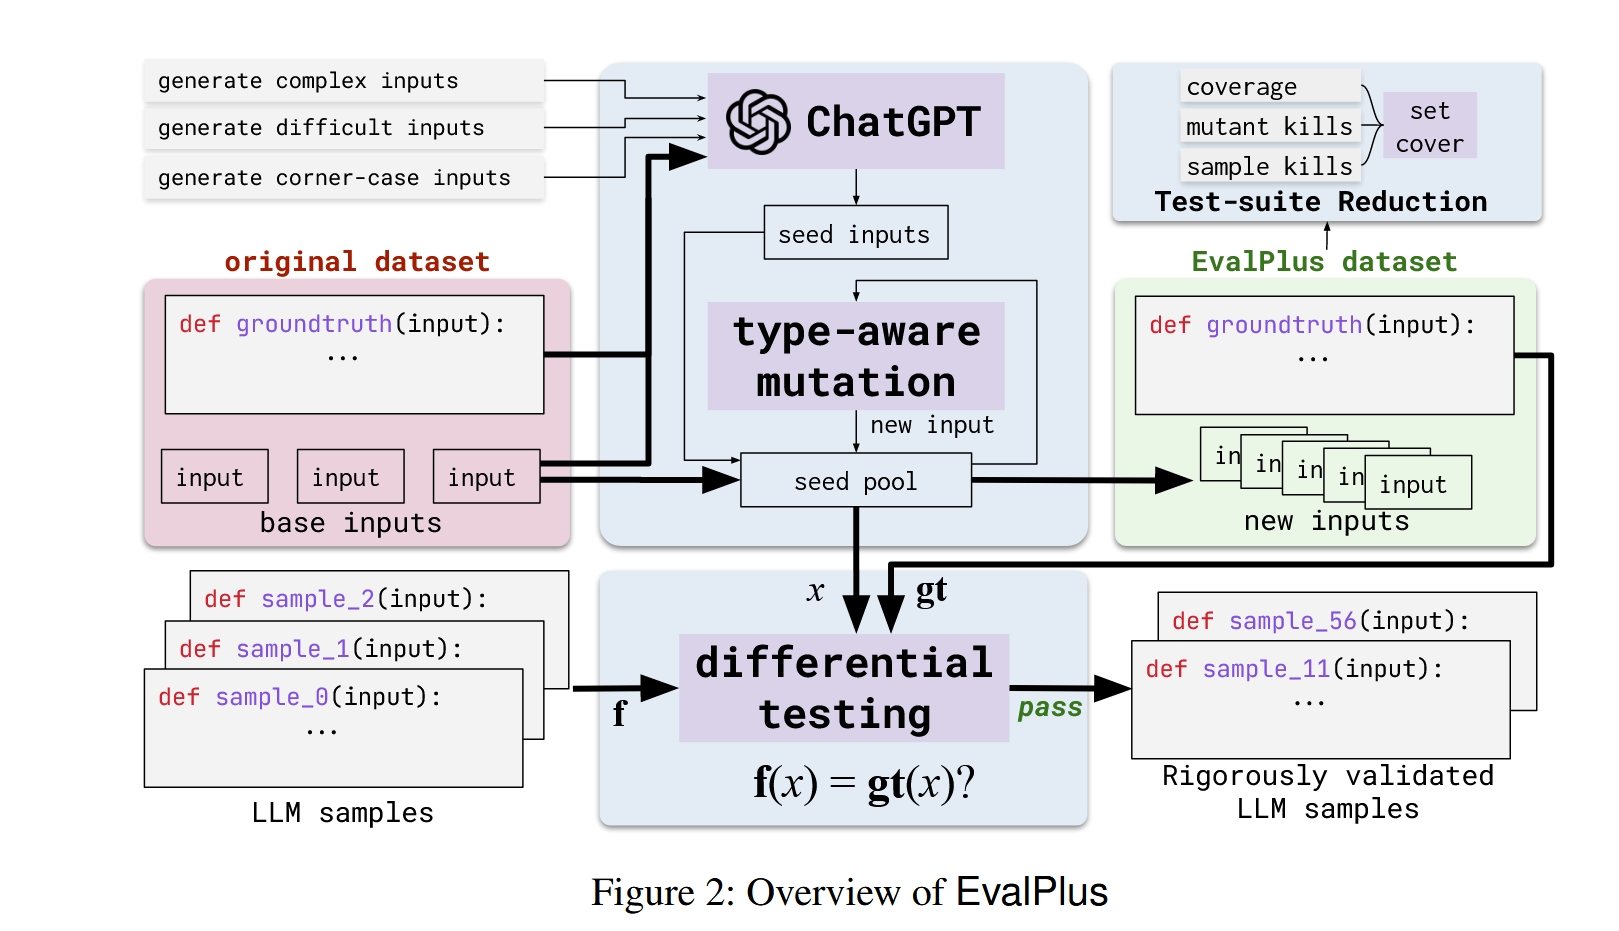 generate complex inputs
generate difficult inputs
generate corner-case inputs
ChatGPT
seed inputs
type-aware
mutation
new input
seed pool
coverage
mutant kills
sample kills
set
cover
Test-suite Reduction
original dataset
def groundtruth(input):
...
input
input
input
base inputs
EvalPlus dataset
def groundtruth(input):
...
in
in
in
in
input
new inputs
def sample_2(input):
def sample_1(input):
def sample_0(input):
...
LLM samples
f
x
gt
differential
testing
f(x) = gt(x)?
pass
def sample_56(input):
def sample_11(input):
...
Rigorously validated
LLM samples
Figure 2: Overview of EvalPlus